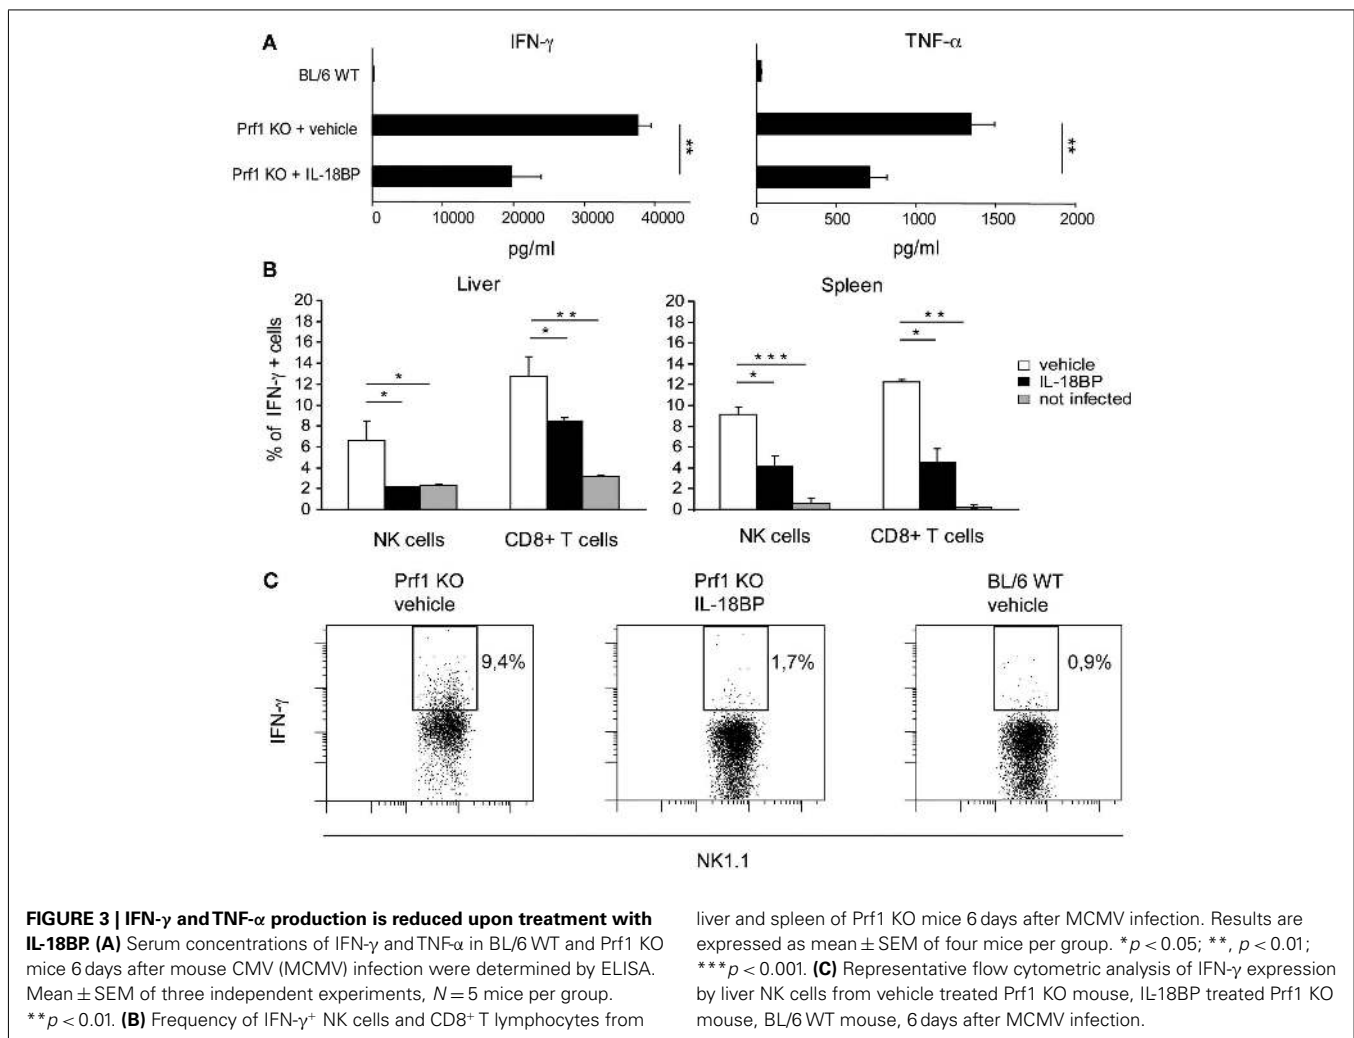 A
IFN-γ
TNF-α
BL/6 WT
Prf1 KO + vehicle
Prf1 KO + IL-18BP
**
**
0 10000 20000 30000 40000
0 500 1000 1500 2000
pg/ml
pg/ml
B
Liver
Spleen
% of IFN-γ + cells
20
18
16
14
12
10
8
6
4
2
0
*
*
* *
*
NK cells
CD8+ T cells
20
18
16
14
12
10
8
6
4
2
0
* * *
*
* *
*
NK cells
CD8+ T cells
vehicle
IL-18BP
not infected
C
Prf1 KO
vehicle
Prf1 KO
IL-18BP
BL/6 WT
vehicle
IFN-γ
9,4%
1,7%
0,9%
NK1.1
FIGURE 3 | IFN-γ and TNF-α production is reduced upon treatment with
IL-18BP. (A) Serum concentrations of IFN-γ and TNF-α in BL/6 WT and Prf1 KO
mice 6 days after mouse CMV (MCMV) infection were determined by ELISA.
Mean ± SEM of three independent experiments, N = 5 mice per group.
**p < 0.01. (B) Frequency of IFN-γ+ NK cells and CD8+ T lymphocytes from
liver and spleen of Prf1 KO mice 6 days after MCMV infection. Results are
expressed as mean ± SEM of four mice per group. *p < 0.05; **, p < 0.01;
***p < 0.001. (C) Representative flow cytometric analysis of IFN-γ expression
by liver NK cells from vehicle treated Prf1 KO mouse, IL-18BP treated Prf1 KO
mouse, BL/6 WT mouse, 6 days after MCMV infection.